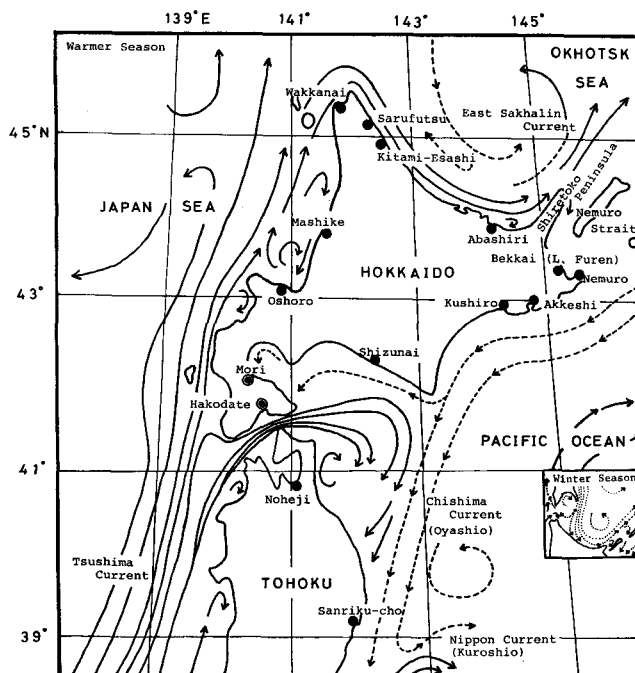 139°E
141°
143°
145°
Warmer Season
OKHOTSK
SEA
Wakkanai
Sarufutsu
East Sakhalin
Current
45°N
Kitami-Esashi
Shiretoko
Peninsula
JAPAN SEA
Nemuro
Strait
Mashike
Abashiri
Bekkai
(L. Furen)
HOKKAIDO
Nemuro
43°
Oshoro
Kushiro
Akkeshi
Shizunai
Mori
Hakodate
PACIFIC OCEAN
41°
Winter Season
Noheji
Chishima
Current
(Oyashio)
Tsushima
Current
TOHOKU
Sanriku-cho
39°
Nippon Current
(Kuroshio)